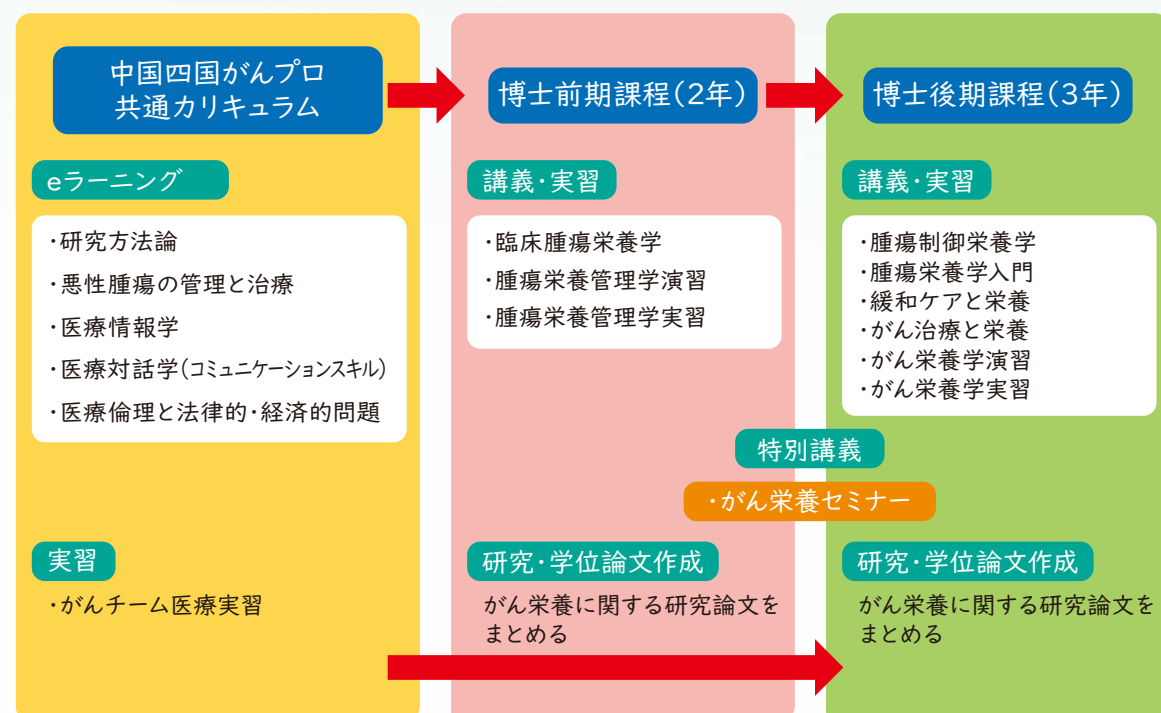 中国四国がんプロ
共通カリキュラム
eラーニング
・研究方法論
・悪性腫瘍の管理と治療
・医療情報学
・医療対話学(コミュニケーションスキル)
・医療倫理と法律的・経済的問題
実習
・がんチーム医療実習
博士前期課程(2年)
講義・実習
・臨床腫瘍栄養学
・腫瘍栄養管理学演習
・腫瘍栄養管理学実習
博士後期課程(3年)
講義・実習
・腫瘍制御栄養学
・腫瘍栄養学入門
・緩和ケアと栄養
・がん治療と栄養
・がん栄養学演習
・がん栄養学実習
特別講義
・がん栄養セミナー
研究・学位論文作成
がん栄養に関する研究論文を
まとめる
研究・学位論文作成
がん栄養に関する研究論文を
まとめる